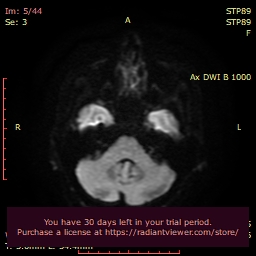 Im: 5/44
Se: 3
A
STP89
STP89
F
Ax DWI B 1000
R
L
You have 30 days left in your trial period.
Purchase a license at https://radiantviewer.com/store/